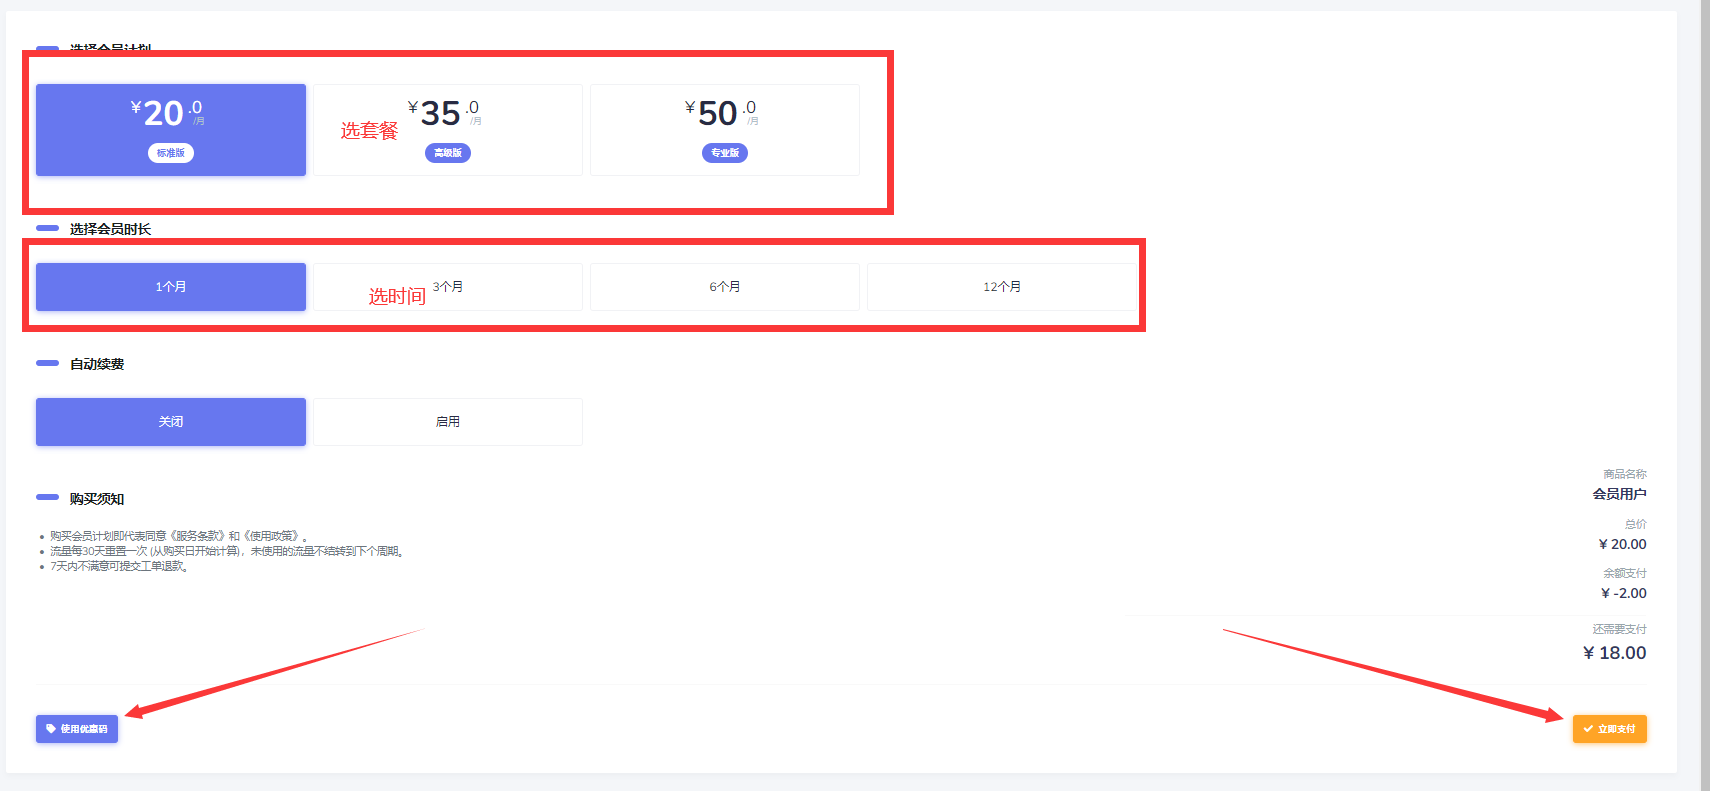 选择会员计划
¥20.0/月
标准版
¥35.0/月
高级版
¥50.0/月
专业版
选套餐
选择会员时长
1个月
3个月
6个月
12个月
选时间
自动续费
关闭
启用
购买须知
购买会员计划即代表同意《服务条款》和《使用政策》。
流量每30天重置一次 (从购买日开始计算)，未使用的流量不结转到下个周期。
7天内不满意可提交工单退款。
商品名称
会员用户
总价
¥ 20.00
余额支付
¥ -2.00
还需要支付
¥ 18.00
使用优惠码
立即支付